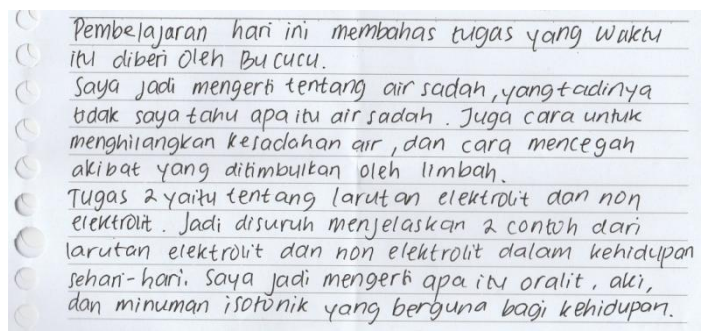 Pembelajaran hari ini membahas tugas yang waktu
itu diberi oleh Bu cucu.
Saya jadi mengerti tentang air sadah, yang tadinya
tidak saya tahu apa itu air sadah. Juga cara untuk
menghilangkan kesadahan air, dan cara mencegah
akibat yang ditimbulkan oleh limbah.
Tugas 2 yaitu tentang larutan elektrolit dan non
elektrolit. Jadi disuruh menjelaskan 2 contoh dari
larutan elektrolit dan non elektrolit dalam kehidupan
sehari-hari. Saya jadi mengerti apa itu oralit, aki,
dan minuman isotonik yang berguna bagi kehidupan.